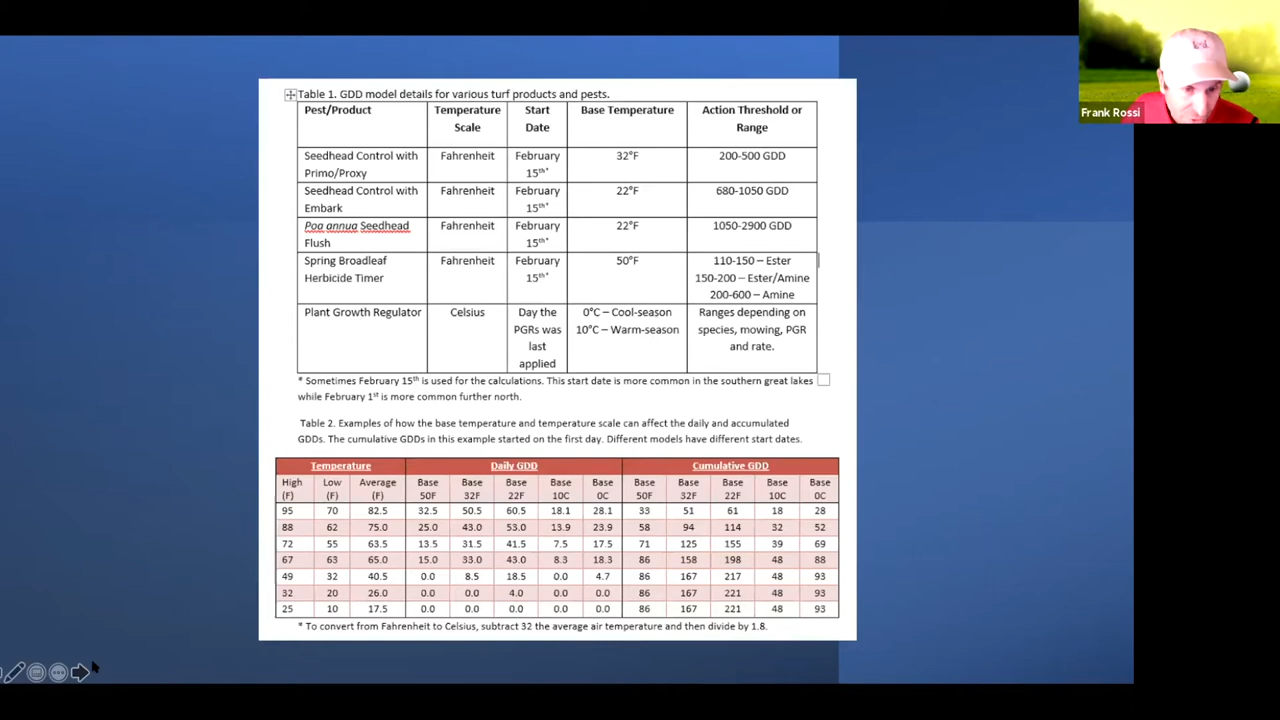 Frank Rossi
Table 1. GDD model details for various turf products and pests.
Pest/Product Temperature Scale Start Date Base Temperature Action Threshold or Range
Seedhead Control with Primo/Proxy Fahrenheit February 15th* 32°F 200-500 GDD
Seedhead Control with Embark Fahrenheit February 15th* 22°F 680-1050 GDD
Poa annua Seedhead Flush Fahrenheit February 15th* 22°F 1050-2900 GDD
Spring Broadleaf Herbicide Timer Fahrenheit February 15th* 50°F 110-150 – Ester 150-200 – Ester/Amine 200-600 – Amine
Plant Growth Regulator Celsius Day the PGRs was last applied 0°C – Cool-season 10°C – Warm-season Ranges depending on species, mowing, PGR and rate.
* Sometimes February 15th is used for the calculations. This start date is more common in the southern great lakes
while February 1st is more common further north.
Table 2. Examples of how the base temperature and temperature scale can affect the daily and accumulated
GDDs. The cumulative GDDs in this example started on the first day. Different models have different start dates.
Temperature Daily GDD Cumulative GDD
High (F) Low (F) Average (F) Base 50F Base 32F Base 22F Base 10C Base 0C Base 50F Base 32F Base 22F Base 10C Base 0C
95 70 82.5 32.5 50.5 60.5 18.1 28.1 33 51 61 18 28
88 62 75.0 25.0 43.0 53.0 13.9 23.9 58 94 114 32 52
72 55 63.5 13.5 31.5 41.5 7.5 17.5 71 125 155 39 69
67 63 65.0 15.0 33.0 43.0 8.3 18.3 86 158 198 48 88
49 32 40.5 0.0 8.5 18.5 0.0 4.7 86 167 217 48 93
32 20 26.0 0.0 0.0 4.0 0.0 0.0 86 167 221 48 93
25 10 17.5 0.0 0.0 0.0 0.0 0.0 86 167 221 48 93
* To convert from Fahrenheit to Celsius, subtract 32 the average air temperature and then divide by 1.8.